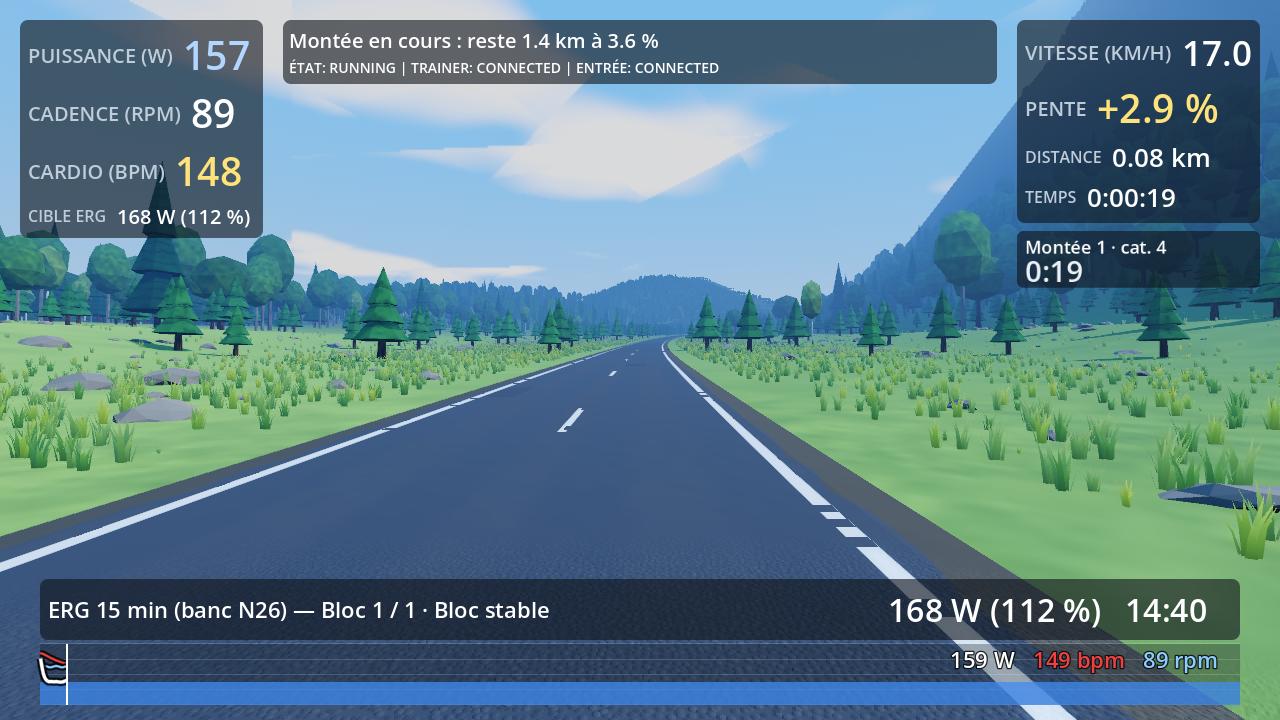 PUISSANCE (W) 157
CADENCE (RPM) 89
CARDIO (BPM) 148
CIBLE ERG 168 W (112 %)
Montée en cours : reste 1.4 km à 3.6 %
ÉTAT: RUNNING | TRAINER: CONNECTED | ENTRÉE: CONNECTED
VITESSE (KM/H) 17.0
PENTE +2.9 %
DISTANCE 0.08 km
TEMPS 0:00:19
Montée 1 · cat. 4
0:19
ERG 15 min (banc N26) — Bloc 1 / 1 · Bloc stable 168 W (112 %) 14:40
159 W 149 bpm 89 rpm